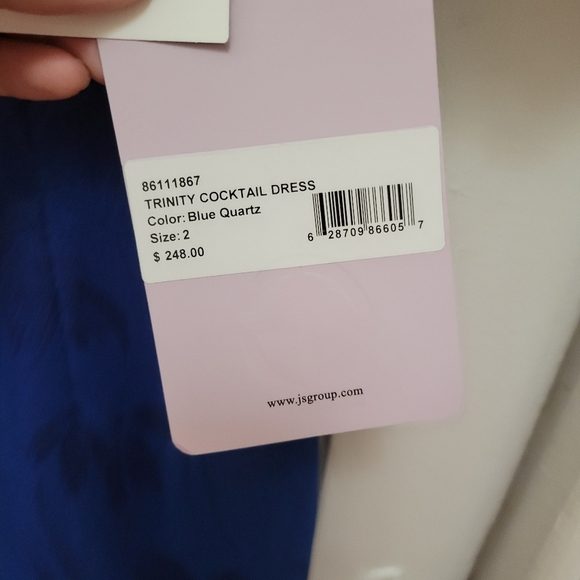 86111867
TRINITY COCKTAIL DRESS
Color: Blue Quartz
Size: 2
$ 248.00
6 28709 86605 7
www.jsgroup.com